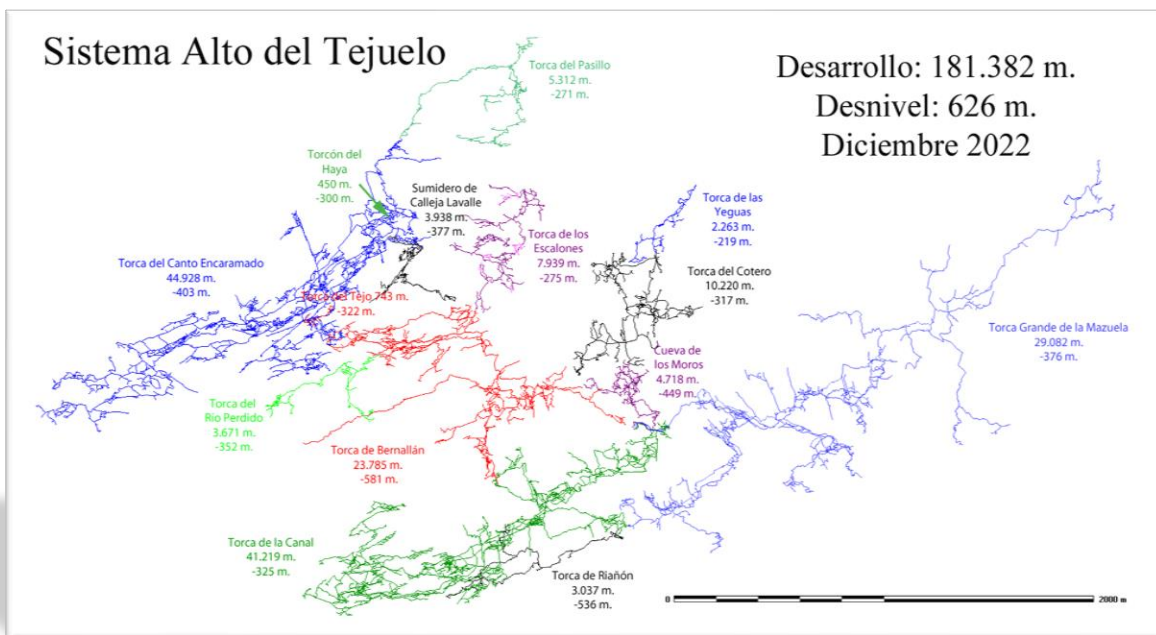 Sistema Alto del Tejuelo
Desarrollo: 181.382 m.
Desnivel: 626 m.
Diciembre 2022
Torca del Pasillo
5.312 m.
-271 m.
Torcón del
Haya
450 m.
-300 m.
Sumidero de
Calleja Lavalle
3.938 m.
-377 m.
Torca de las
Yeguas
2.263 m.
-219 m.
Torca de los
Escalones
7.939 m.
-275 m.
Torca del Canto Encaramado
44.928 m.
-403 m.
Torca del Cotero
10.220 m.
-317 m.
Torca del Tejo 743 m.
-322 m.
Torca Grande de la Mazuela
29.082 m.
-376 m.
Cueva de
los Moros
4.718 m.
-449 m.
Torca del
Río Perdido
3.671 m.
-352 m.
Torca de Bernallán
23.785 m.
-581 m.
Torca de la Canal
41.219 m.
-325 m.
Torca de Riañón
3.037 m.
-536 m.
0 2000 m